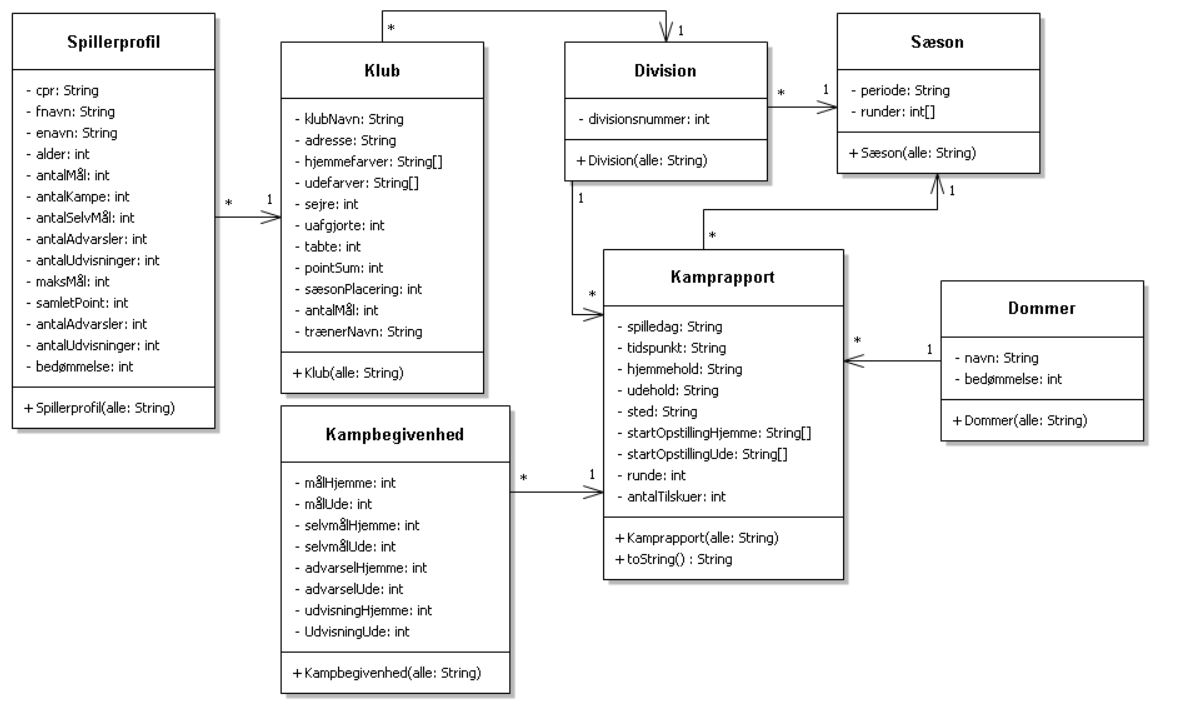 Spillerprofil
- cpr: String
- fnavn: String
- enavn: String
- alder: int
- antalMål: int
- antalKampe: int
- antalSelvMål: int
- antalAdvarsler: int
- antalUdvisninger: int
- maksMål: int
- samletPoint: int
- antalAdvarsler: int
- antalUdvisninger: int
- bedømmelse: int
+ Spillerprofil(alle: String)
* 1
Klub
- klubNavn: String
- adresse: String
- hjemmefarver: String[]
- udefarver: String[]
- sejre: int
- uafgjorte: int
- tabte: int
- pointSum: int
- sæsonPlacering: int
- antalMål: int
- trænerNavn: String
+ Klub(alle: String)
* 1
Division
- divisionsnummer: int
+ Division(alle: String)
* 1
Sæson
- periode: String
- runder: int[]
+ Sæson(alle: String)
1
*
* 1
Kamprapport
- spilledag: String
- tidspunkt: String
- hjemmehold: String
- udehold: String
- sted: String
- startOpstillingHjemme: String[]
- startOpstillingUde: String[]
- runde: int
- antalTilskuer: int
+ Kamprapport(alle: String)
+ toString() : String
* 1
Dommer
- navn: String
- bedømmelse: int
+ Dommer(alle: String)
Kampbegivenhed
- målHjemme: int
- målUde: int
- selvmålHjemme: int
- selvmålUde: int
- advarselHjemme: int
- advarselUde: int
- udvisningHjemme: int
- UdvisningUde: int
+ Kampbegivenhed(alle: String)
* 1